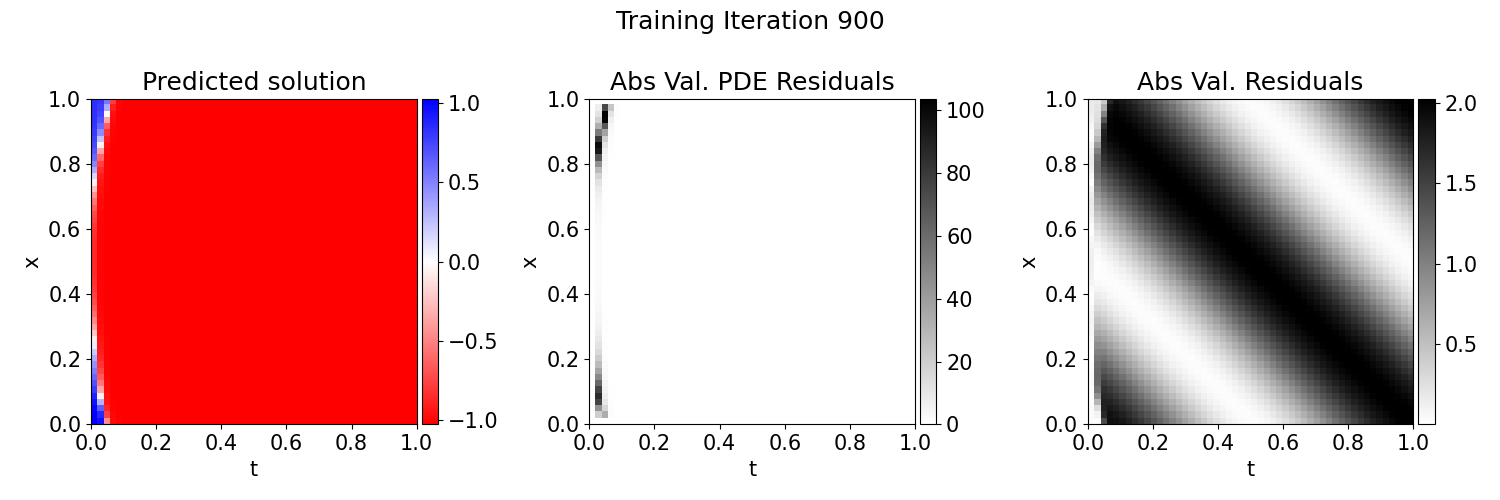 Training Iteration 900
Predicted solution
Abs Val. PDE Residuals
Abs Val. Residuals
1.0
0.8
0.6
0.4
0.2
0.0
x
0.0 0.2 0.4 0.6 0.8 1.0
t
1.0
0.5
0.0
−0.5
−1.0
1.0
0.8
0.6
0.4
0.2
0.0
x
0.0 0.2 0.4 0.6 0.8 1.0
t
100
80
60
40
20
0
1.0
0.8
0.6
0.4
0.2
0.0
x
0.0 0.2 0.4 0.6 0.8 1.0
t
2.0
1.5
1.0
0.5